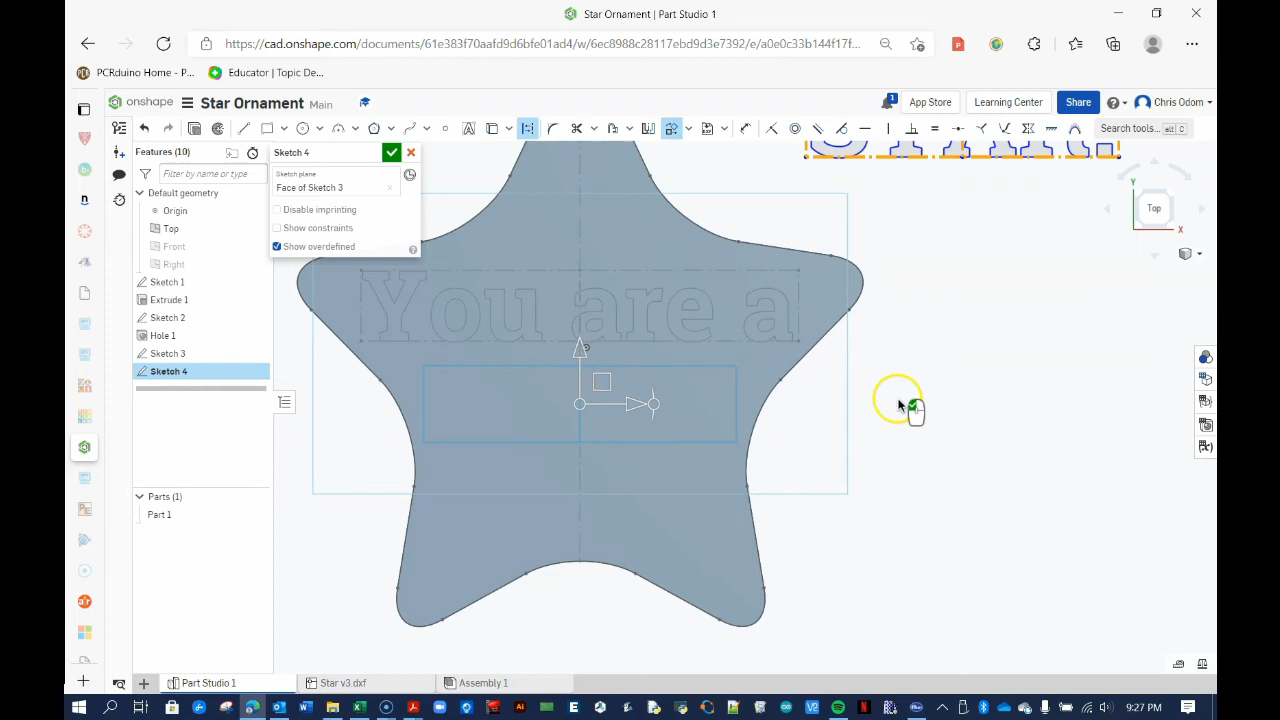 Star Ornament | Part Studio 1
https://cad.onshape.com/documents/61e383f70aafd9d6bfe01ad4/w/6ec8988c28117ebd9d3e7392/e/a0e0c33b144f17f...
PCRduino Home - P...
Educator | Topic De...
onshape
Star Ornament
Main
1
App Store
Learning Center
Share
Chris Odom
Search tools...
alt C
Features (10)
Filter by name or type
Default geometry
Origin
Top
Front
Right
Sketch 1
Extrude 1
Sketch 2
Hole 1
Sketch 3
Sketch 4
Parts (1)
Part 1
Sketch 4
Sketch plane
Face of Sketch 3
Disable imprinting
Show constraints
Show overdefined
You are a
Y
Top
X
Part Studio 1
Star v3.dxf
Assembly 1
9:27 PM